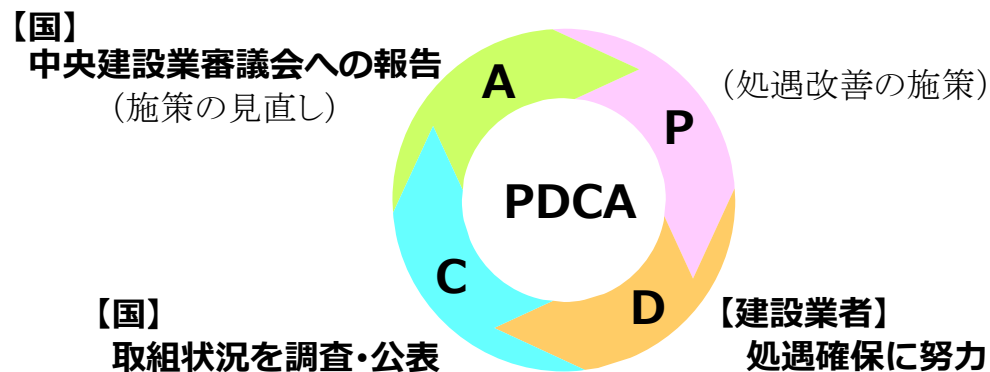 【国】
中央建設業審議会への報告
（施策の見直し）
A
P
（処遇改善の施策）
PDCA
C
D
【国】
取組状況を調査・公表
【建設業者】
処遇確保に努力